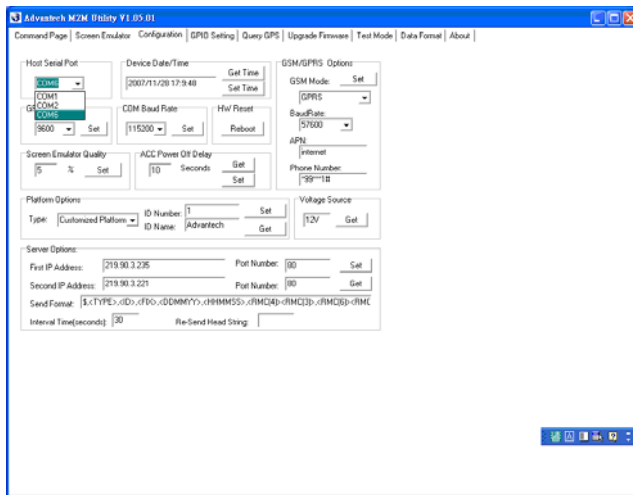 Advantech M2M Utility V1.05.01
Command Page Screen Emulator Configuration GPIO Setting Query GPS Upgrade Firmware Test Mode Data Format About
Host Serial Port
COM6
COM1
COM2
COM6
Device Date/Time
2007/11/28 17:9:48
Get Time
Set Time
GSM/GPRS Options
GSM Mode: Set
GPRS
BaudRate:
57600
APN:
internet
Phone Number:
*99***1#
9600 Set
COM Baud Rate
115200 Set
HW Reset
Reboot
Screen Emulator Quality
5 % Set
ACC Power Off Delay
10 Seconds Get
Set
Platform Options
Type: Customized Platform
ID Number: 1 Set
ID Name: Advantech Get
Voltage Source
12V Get
Server Options:
First IP Address: 219.90.3.235 Port Number: 80 Set
Second IP Address: 219.90.3.221 Port Number: 80 Get
Send Format: $,<TYPE>,<ID>,<FIX>,<DDMMYY>,<HHMMSS>,<RMC(4)><RMC(3)>,<RMC(6)><RMC
Interval Time(seconds): 30 Re-Send Head String: